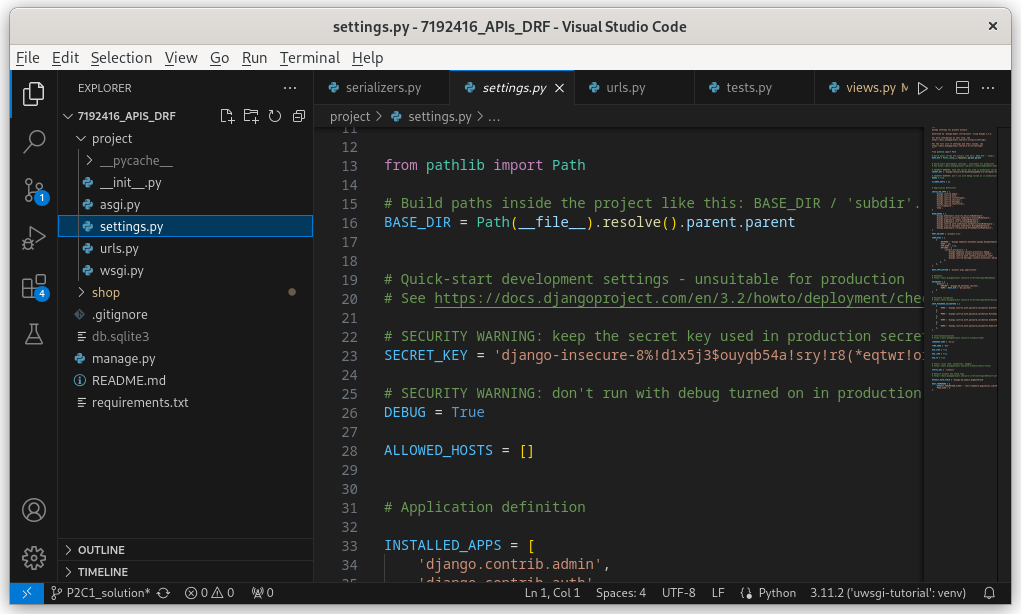 settings.py - 7192416_APIs_DRF - Visual Studio Code
File Edit Selection View Go Run Terminal Help
EXPLORER
serializers.py settings.py urls.py tests.py views.py M
7192416_APIS_DRF
project
__pycache__
__init__.py
asgi.py
settings.py
urls.py
wsgi.py
shop
.gitignore
db.sqlite3
manage.py
README.md
requirements.txt
OUTLINE
TIMELINE
1
4
project > settings.py > ...
11
12
13 from pathlib import Path
14
15 # Build paths inside the project like this: BASE_DIR / 'subdir'.
16 BASE_DIR = Path(__file__).resolve().parent.parent
17
18
19 # Quick-start development settings - unsuitable for production
20 # See https://docs.djangoproject.com/en/3.2/howto/deployment/che
21
22 # SECURITY WARNING: keep the secret key used in production secre
23 SECRET_KEY = 'django-insecure-8%!d1x5j3$ouyqb54a!sry!r8(*eqtwr!o
24
25 # SECURITY WARNING: don't run with debug turned on in production
26 DEBUG = True
27
28 ALLOWED_HOSTS = []
29
30
31 # Application definition
32
33 INSTALLED_APPS = [
34 'django.contrib.admin',
35 'django.contrib.auth'
P2C1_solution* 0 0 0 Ln 1, Col 1 Spaces: 4 UTF-8 LF Python 3.11.2 ('uwsgi-tutorial': venv)